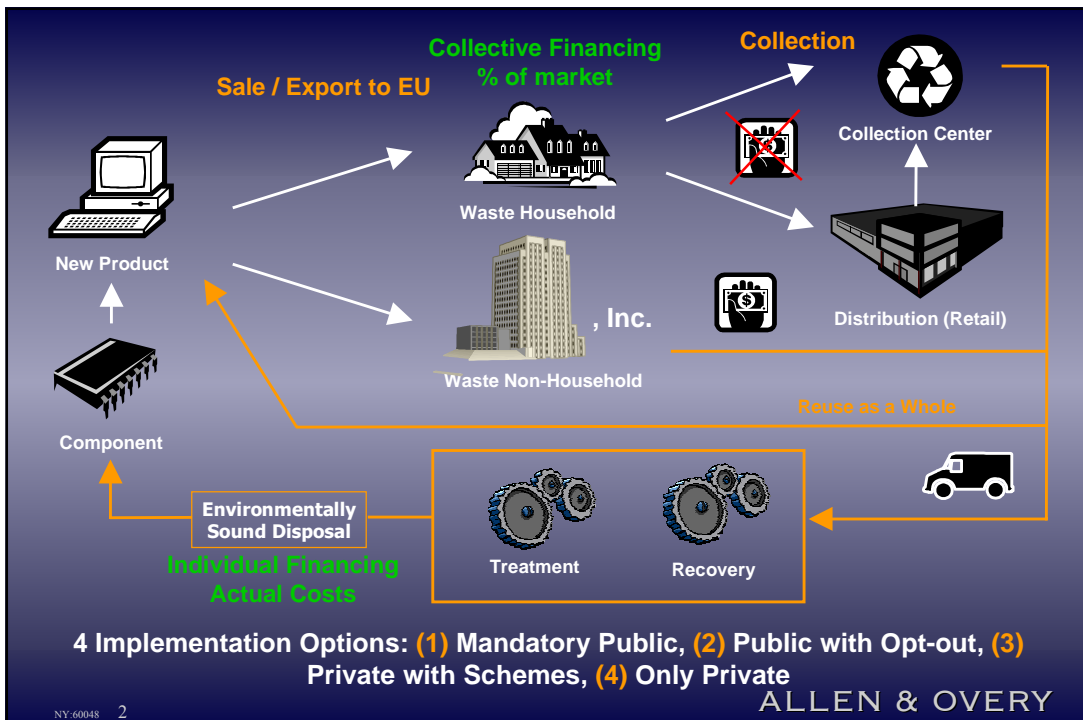 Collective Financing
% of market
Collection
Sale / Export to EU
Collection Center
Waste Household
New Product
, Inc.
Distribution (Retail)
Waste Non-Household
Reuse as a Whole
Component
Environmentally
Sound Disposal
Treatment
Recovery
Individual Financing
Actual Costs
4 Implementation Options: (1) Mandatory Public, (2) Public with Opt-out, (3)
Private with Schemes, (4) Only Private
ALLEN & OVERY
NY:60048 2